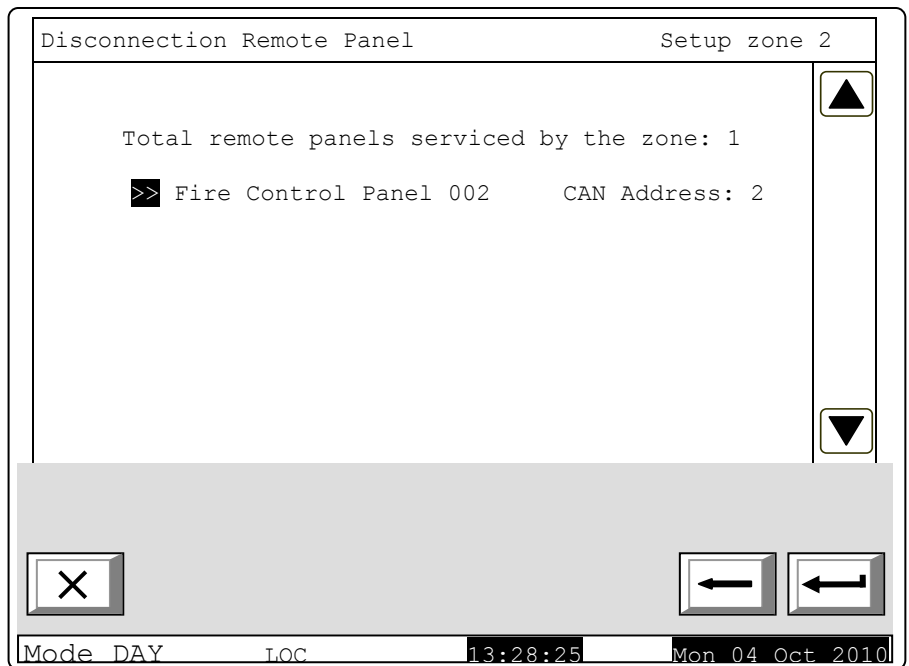 Disconnection Remote Panel Setup zone 2
Total remote panels serviced by the zone: 1
>> Fire Control Panel 002 CAN Address: 2
Mode DAY LOC 13:28:25 Mon 04 Oct 2010